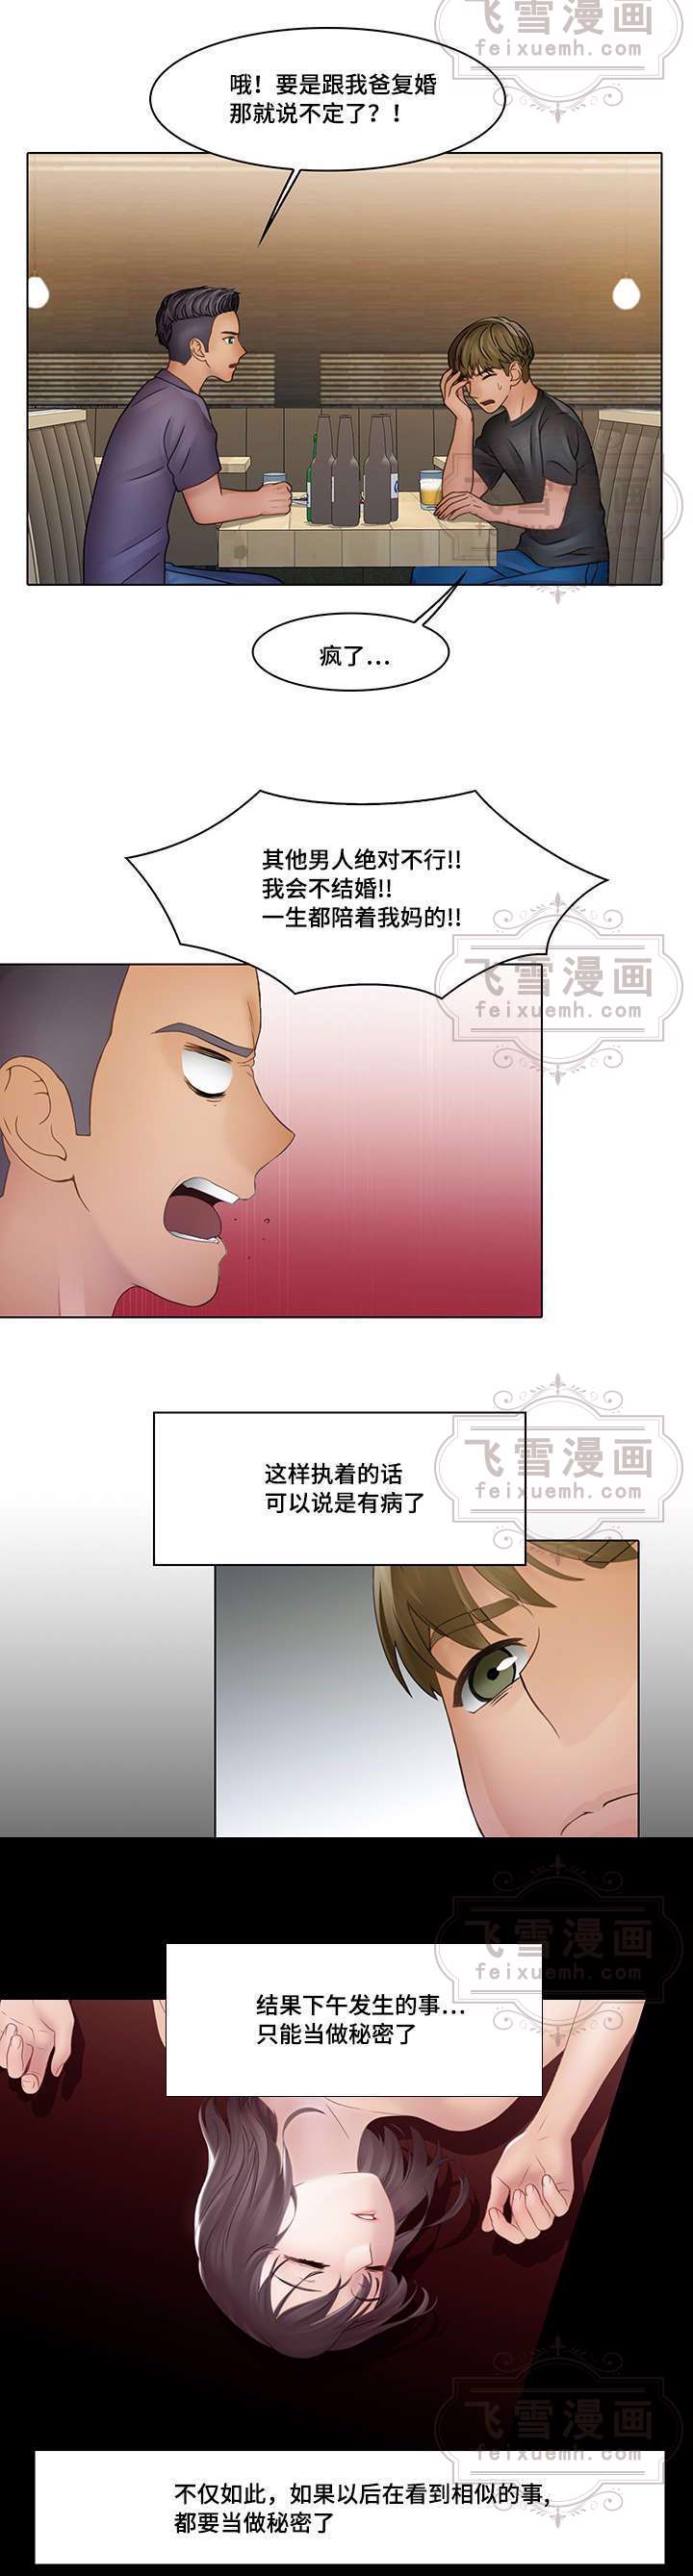 飞雪漫画
feixuemh.com
哦！要是跟我爸复婚
那就说不定了？！
飞雪漫画
疯了...
其他男人绝对不行!!
我会不结婚!!
一生都陪着我妈的!!
飞雪漫画
feixuemh.com
这样执着的话
可以说是有病了
飞雪漫画
feixuemh.com
飞雪漫画
feixuemh.com
结果下午发生的事...
只能当做秘密了
飞雪漫画
feixuemh.com
不仅如此，如果以后在看到相似的事,
都要当做秘密了